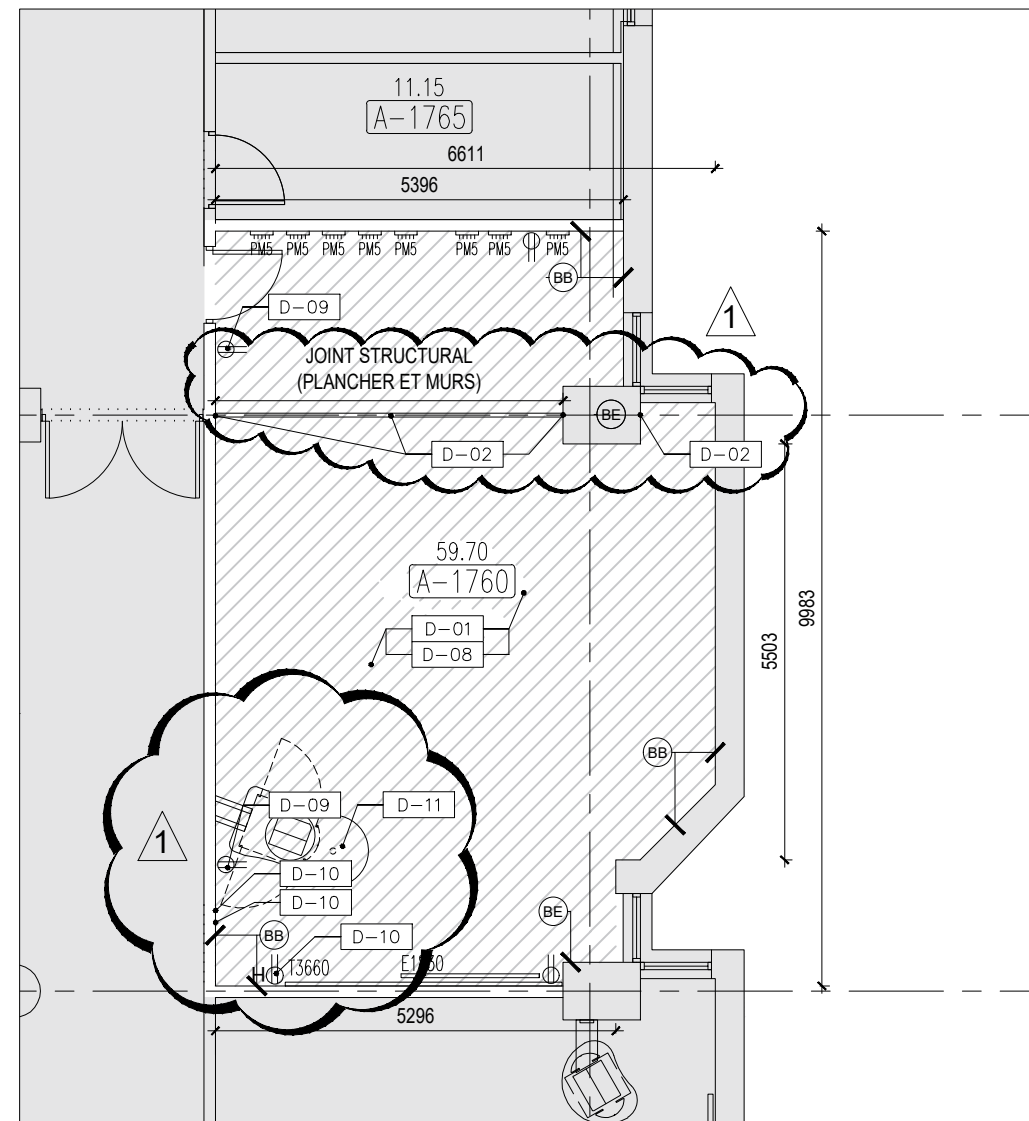 11.15
A-1765
6611
5396
PM5 PM5 PM5 PM5 PM5 PM5 PM5 PM5
BB
D-09
1
JOINT STRUCTURAL
(PLANCHER ET MURS)
BE
D-02
D-02
59.70
A-1760
D-01
D-08
9983
5503
BB
D-09
D-11
1
D-10
D-10
BE
BB
D-10
T3660
5296